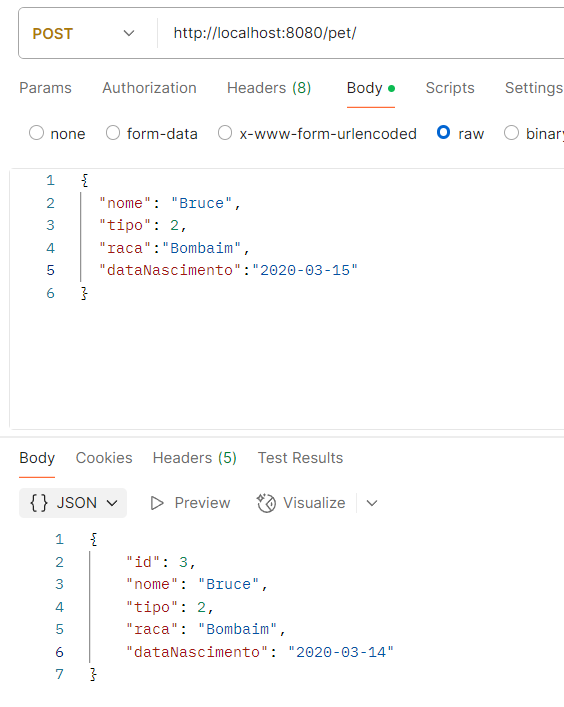 POST http://localhost:8080/pet/
Params Authorization Headers (8) Body Scripts Settings
none form-data x-www-form-urlencoded raw binary
1 {
2 "nome": "Bruce",
3 "tipo": 2,
4 "raca":"Bombaim",
5 "dataNascimento":"2020-03-15"
6 }
Body Cookies Headers (5) Test Results
{} JSON Preview Visualize
1 {
2 "id": 3,
3 "nome": "Bruce",
4 "tipo": 2,
5 "raca": "Bombaim",
6 "dataNascimento": "2020-03-14"
7 }